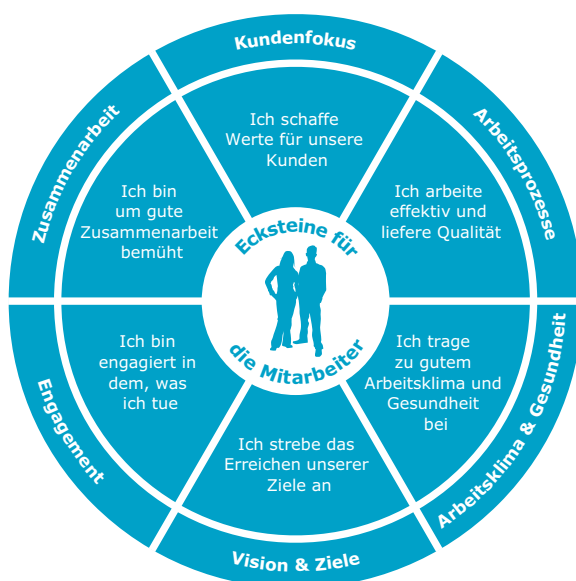 Kundenfokus
Ich schaffe
Werte für unsere
Kunden
Arbeitsprozesse
Ich arbeite
effektiv und
liefere Qualität
Arbeitsklima & Gesundheit
Ich trage
zu gutem
Arbeitsklima und
Gesundheit
bei
Vision & Ziele
Ich strebe das
Erreichen unserer
Ziele an
Engagement
Ich bin
engagiert in
dem, was
ich tue
Zusammenarbeit
Ich bin
um gute
Zusammenarbeit
bemüht
Ecksteine für
die Mitarbeiter